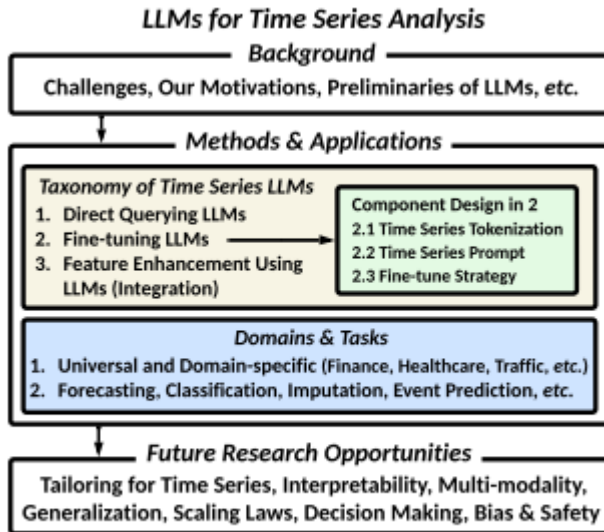 LLMs for Time Series Analysis
Background
Challenges, Our Motivations, Preliminaries of LLMs, etc.
Methods & Applications
Taxonomy of Time Series LLMs
1. Direct Querying LLMs
2. Fine-tuning LLMs
3. Feature Enhancement Using
LLMs (Integration)
Component Design in 2
2.1 Time Series Tokenization
2.2 Time Series Prompt
2.3 Fine-tune Strategy
Domains & Tasks
1. Universal and Domain-specific (Finance, Healthcare, Traffic, etc.)
2. Forecasting, Classification, Imputation, Event Prediction, etc.
Future Research Opportunities
Tailoring for Time Series, Interpretability, Multi-modality,
Generalization, Scaling Laws, Decision Making, Bias & Safety